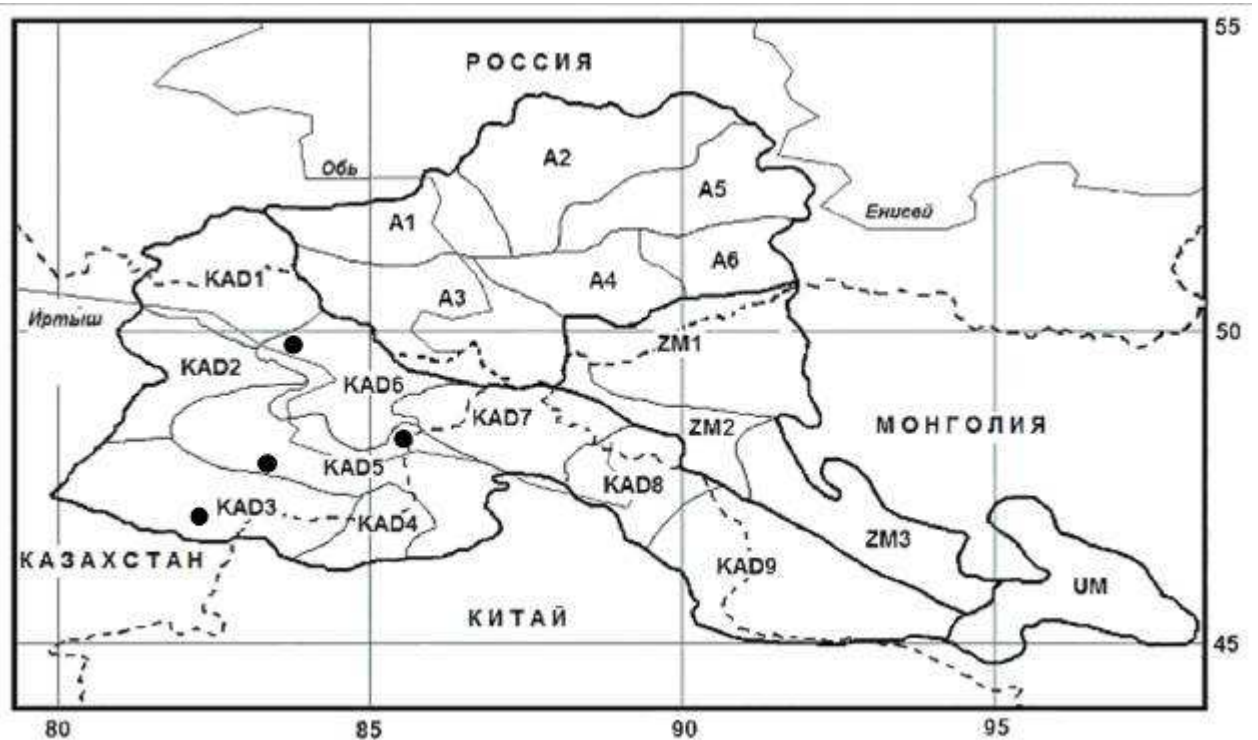 55
РОССИЯ
A2
Обь
A5
A1
Енисей
A6
KAD1
A4
A3
Иртыш
50
ZM1
KAD2
KAD6
KAD7
ZM2
МОНГОЛИЯ
KAD5
KAD8
KAD3
KAD4
ZM3
КАЗАХСТАН
KAD9
UM
КИТАЙ
45
80
85
90
95